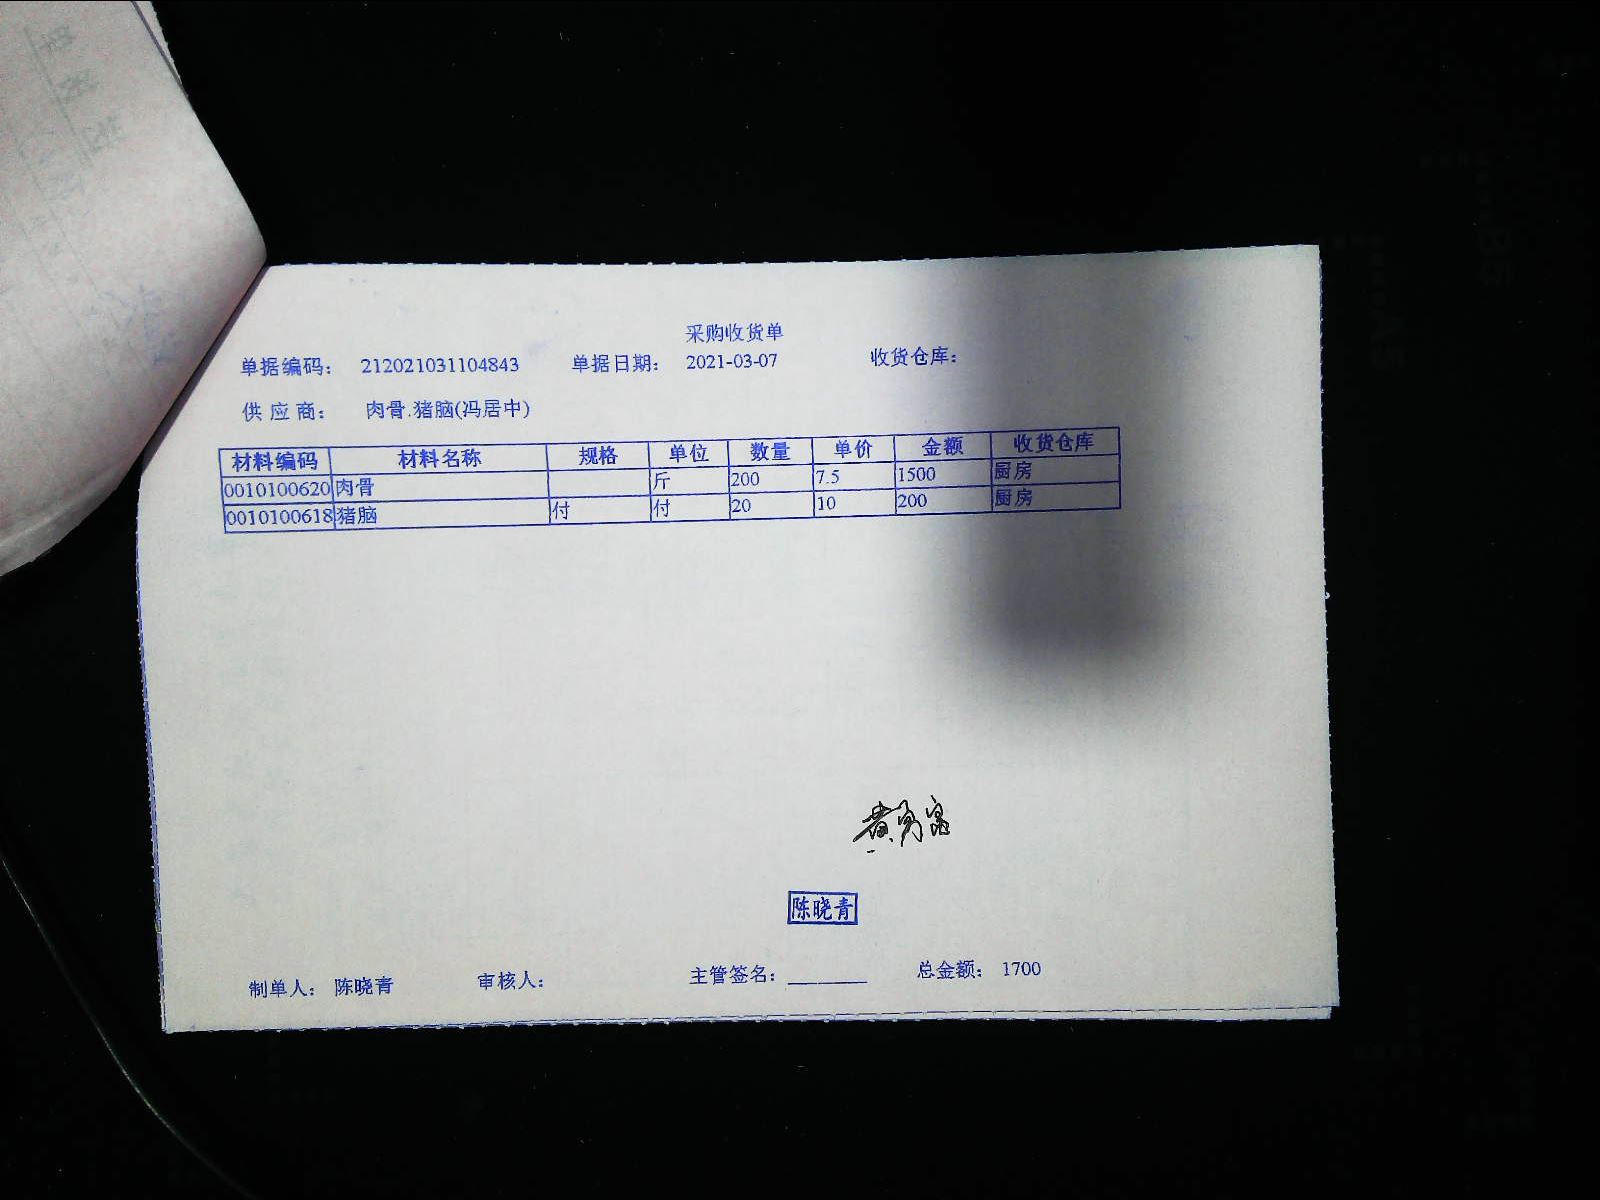 采购收货单
单据编码： 212021031104843 单据日期： 2021-03-07 收货仓库：
供应商： 肉骨.猪脑(冯居中)
材料编码 材料名称 规格 单位 数量 单价 金额 收货仓库
0010100620 肉骨 斤 200 7.5 1500 厨房
0010100618 猪脑 付 付 20 10 200 厨房
黄勇富
陈晓青
制单人： 陈晓青 审核人： 主管签名：________ 总金额： 1700